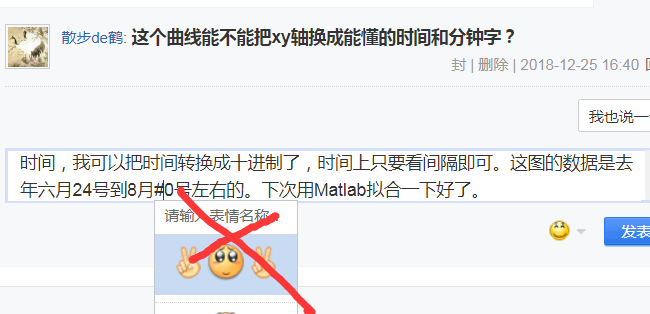 散步de鹤: 这个曲线能不能把xy轴换成能懂的时间和分钟字？
封 | 删除 | 2018-12-25 16:40
我也说一
时间，我可以把时间转换成十进制了，时间上只要看间隔即可。这图的数据是去
年六月24号到8月#0号左右的。下次用Matlab拟合一下好了。
请输入表情名称
发表